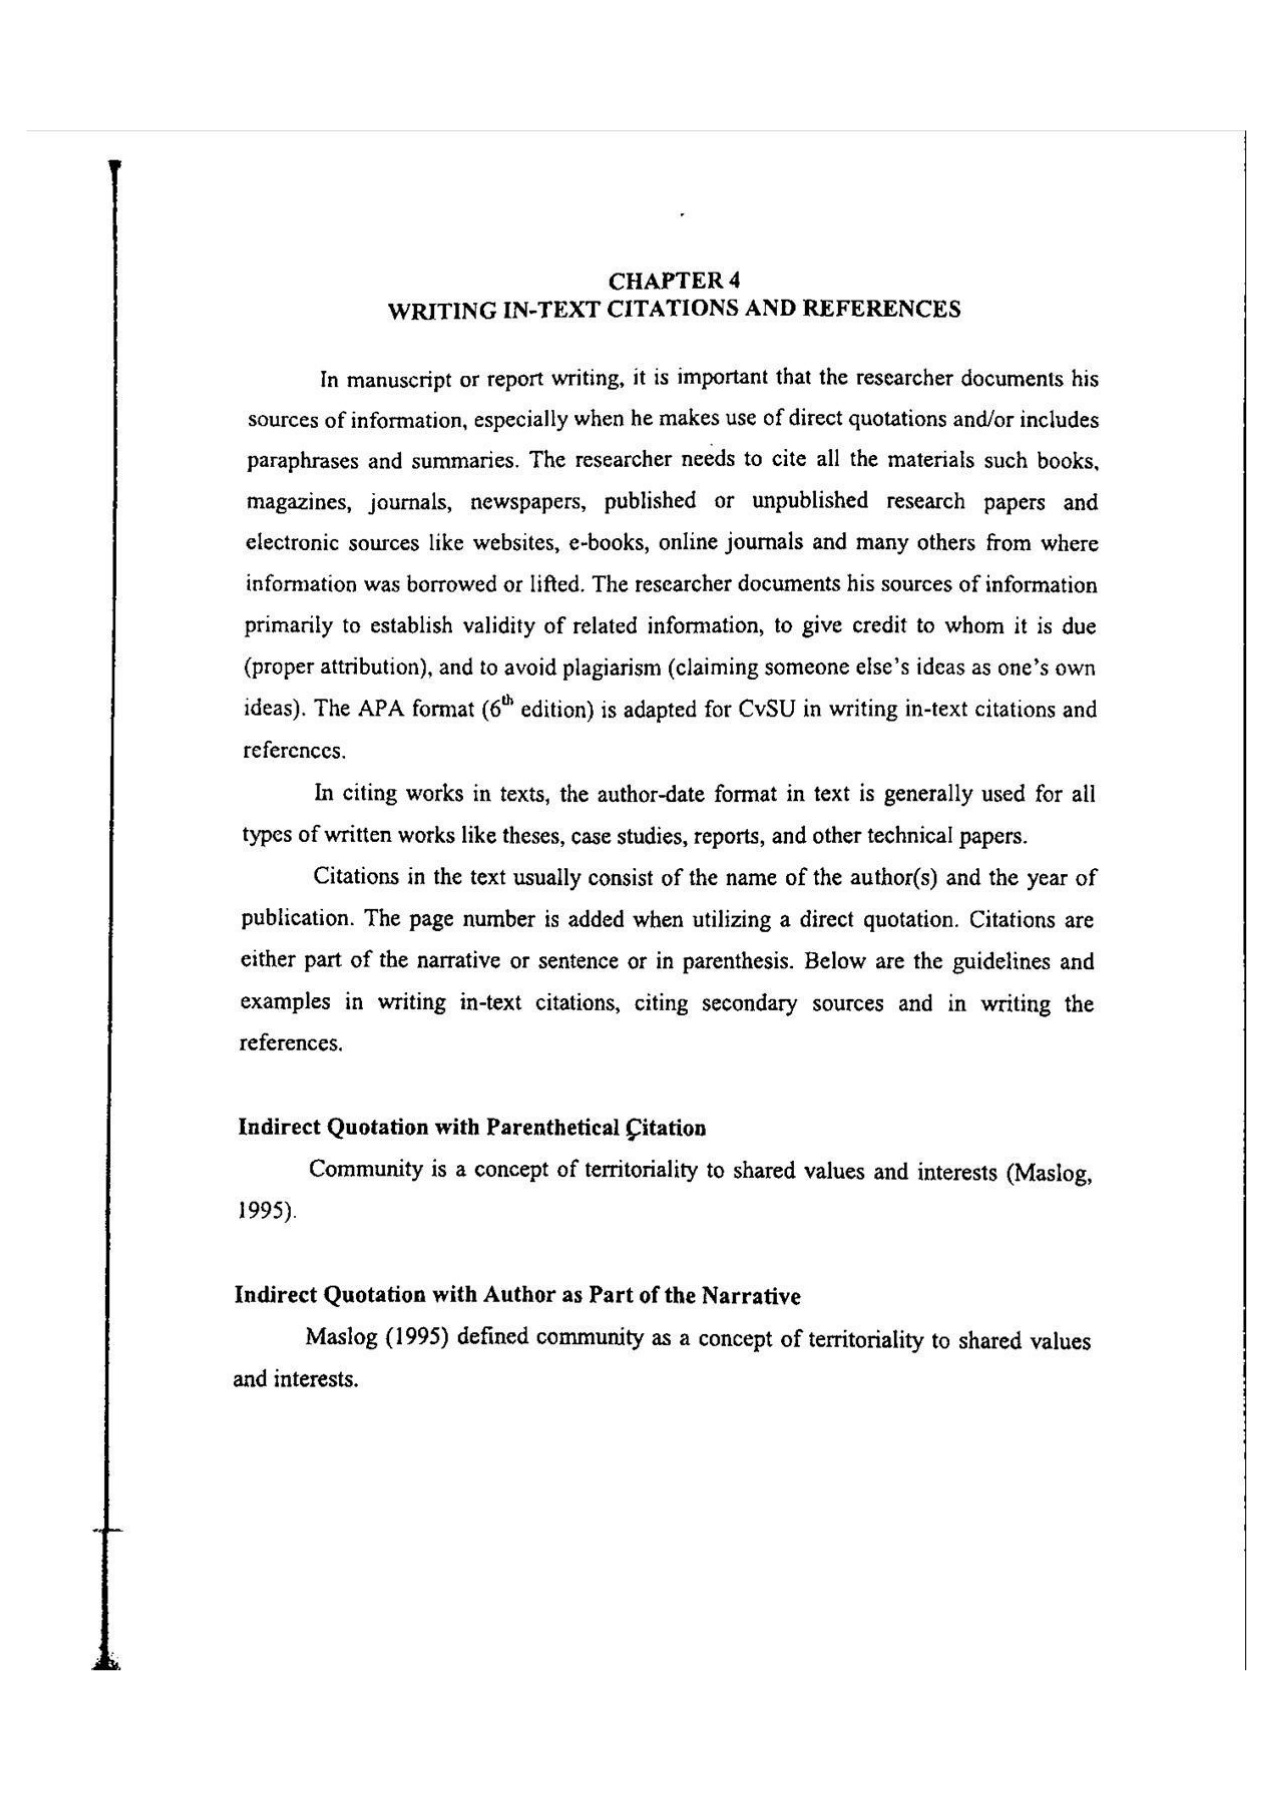 CHAPTER 4
WRITING IN-TEXT CITATIONS AND REFERENCES
In manuscript or report writing, it is important that the researcher documents his
sources of information, especially when he makes use of direct quotations and/or includes
paraphrases and summaries. The researcher needs to cite all the materials such books,
magazines, journals, newspapers, published or unpublished research papers and
electronic sources like websites, e-books, online journals and many others from where
information was borrowed or lifted. The researcher documents his sources of information
primarily to establish validity of related information, to give credit to whom it is due
(proper attribution), and to avoid plagiarism (claiming someone else's ideas as one's own
ideas). The APA format (6th edition) is adapted for CvSU in writing in-text citations and
references.
In citing works in texts, the author-date format in text is generally used for all
types of written works like theses, case studies, reports, and other technical papers.
Citations in the text usually consist of the name of the author(s) and the year of
publication. The page number is added when utilizing a direct quotation. Citations are
either part of the narrative or sentence or in parenthesis. Below are the guidelines and
examples in writing in-text citations, citing secondary sources and in writing the
references.
Indirect Quotation with Parenthetical Citation
Community is a concept of territoriality to shared values and interests (Maslog,
1995).
Indirect Quotation with Author as Part of the Narrative
Maslog (1995) defined community as a concept of territoriality to shared values
and interests.